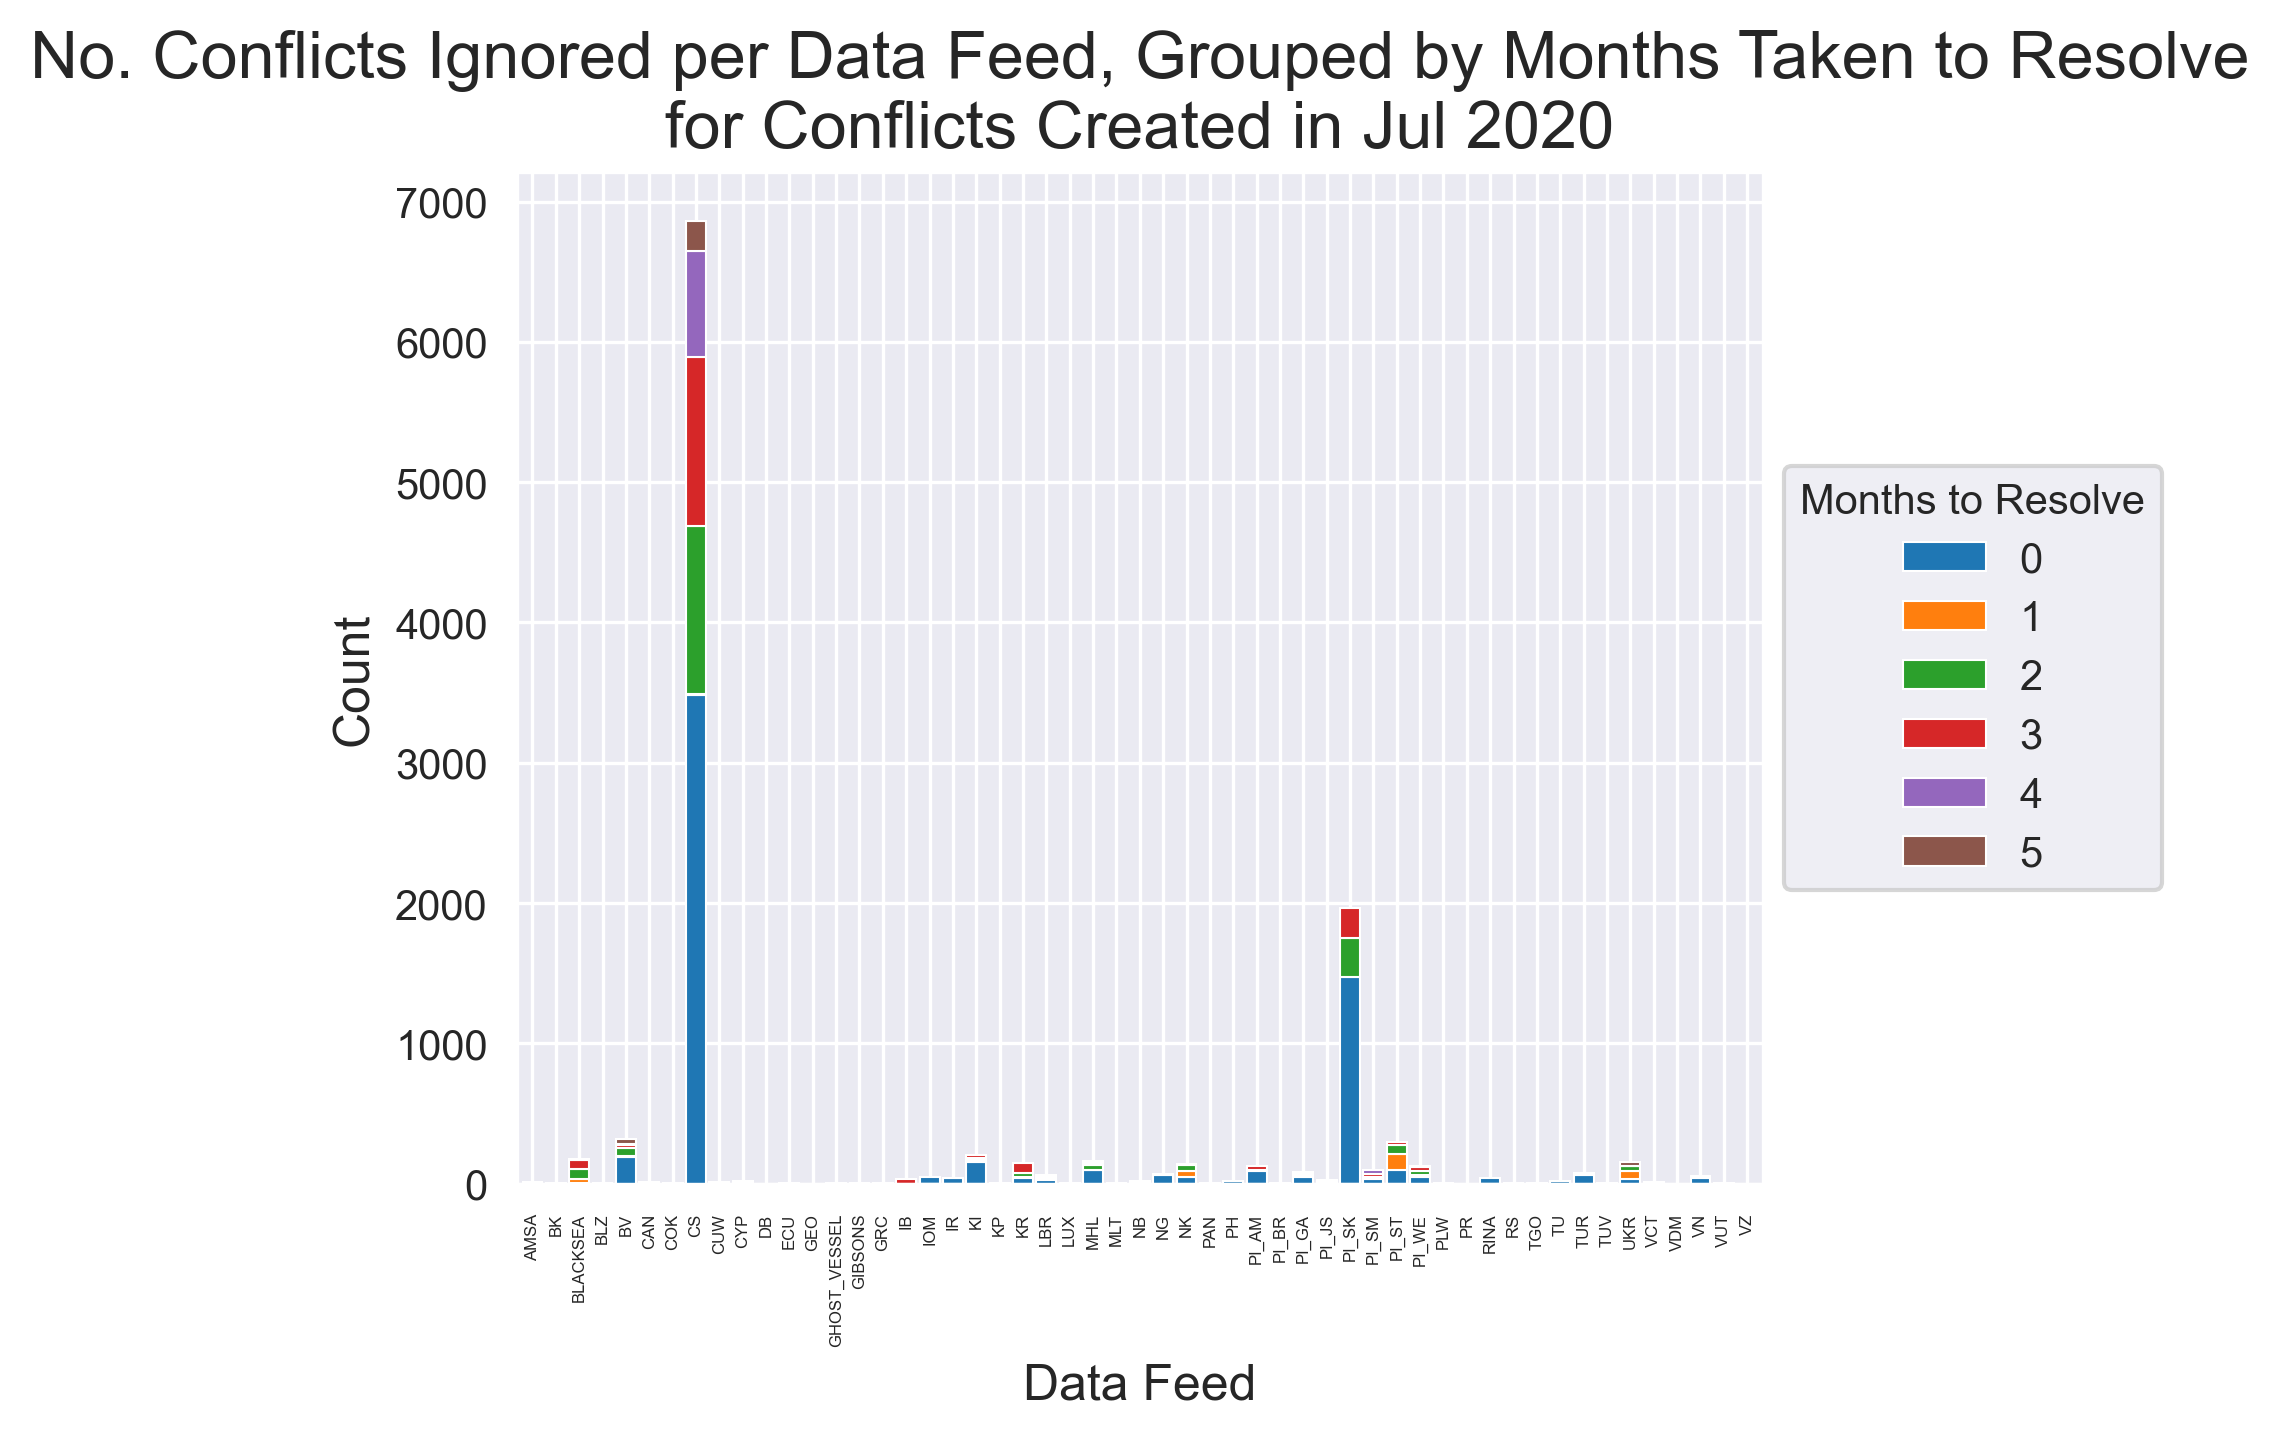 No. Conflicts Ignored per Data Feed, Grouped by Months Taken to Resolve
for Conflicts Created in Jul 2020
7000
6000
5000
4000
3000
2000
1000
0
Count
AMSA
BK
BLACKSEA
BLZ
BV
CAN
COK
CS
CUW
CYP
DB
ECU
GEO
GHOST_VESSEL
GIBSONS
GRC
IB
IOM
IR
KI
KP
KR
LBR
LUX
MHL
MLT
NB
NG
NK
PAN
PH
PI_AM
PI_BR
PI_GA
PI_JS
PI_SK
PI_SM
PI_ST
PI_WE
PLW
PR
RINA
RS
TGO
TU
TUR
TUV
UKR
VCT
VDM
VN
VUT
VZ
Data Feed
Months to Resolve
0
1
2
3
4
5